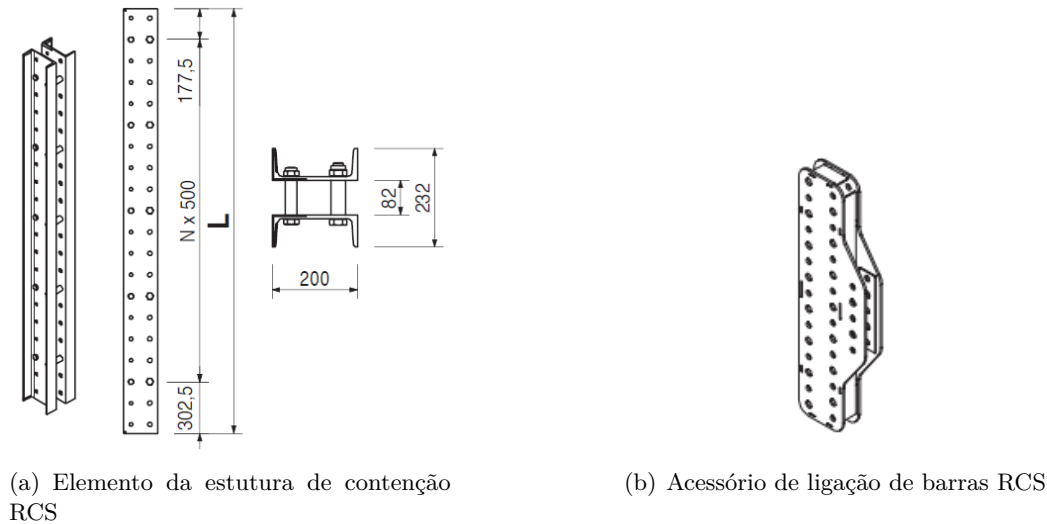 177,5
N x 500
L
302,5
82
232
200
(a) Elemento da estutura de contenção
RCS
(b) Acessório de ligação de barras RCS